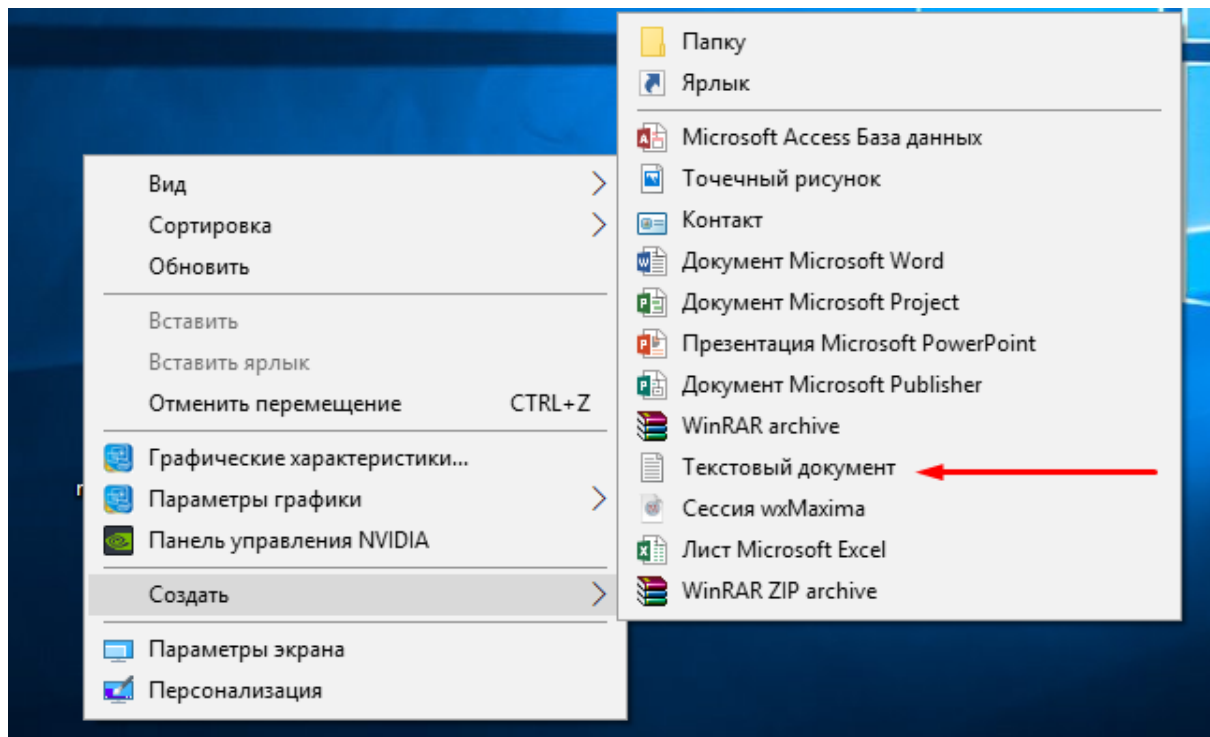 Вид
Сортировка
Обновить
Вставить
Вставить ярлык
Отменить перемещение CTRL+Z
Графические характеристики...
Параметры графики
Панель управления NVIDIA
Создать
Параметры экрана
Персонализация
Папку
Ярлык
Microsoft Access База данных
Точечный рисунок
Контакт
Документ Microsoft Word
Документ Microsoft Project
Презентация Microsoft PowerPoint
Документ Microsoft Publisher
WinRAR archive
Текстовый документ
Сессия wxMaxima
Лист Microsoft Excel
WinRAR ZIP archive